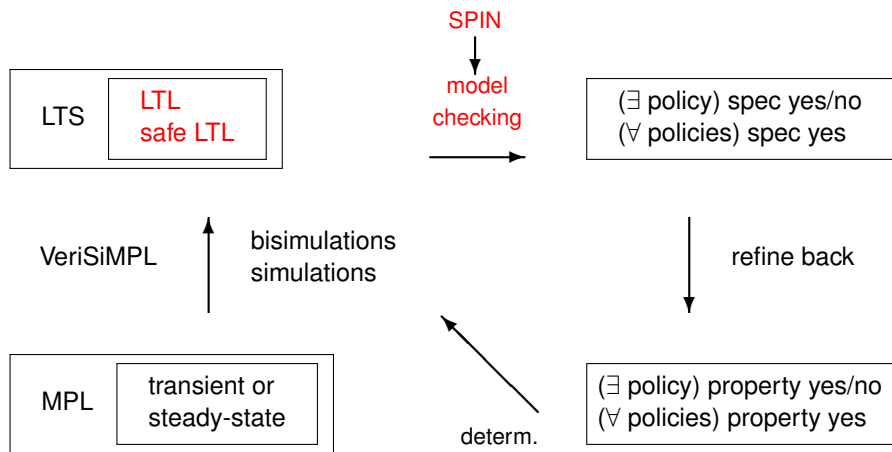 SPIN
model
checking
LTS
LTL
safe LTL
(∃ policy) spec yes/no
(∀ policies) spec yes
VeriSiMPL
bisimulations
simulations
refine back
MPL
transient or
steady-state
determ.
(∃ policy) property yes/no
(∀ policies) property yes